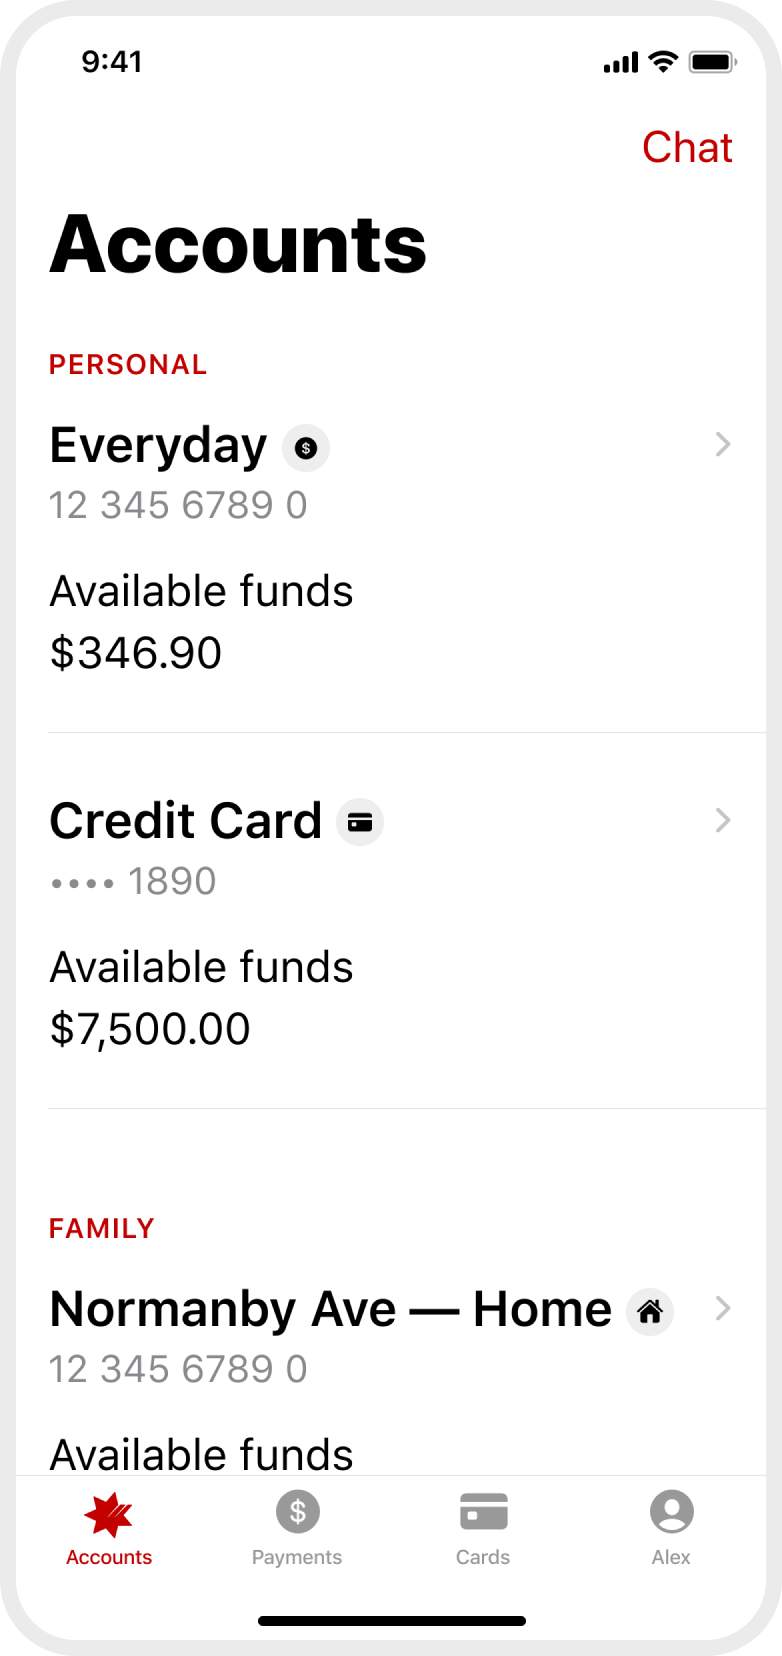 9:41
Chat
Accounts
PERSONAL
Everyday
12 345 6789 0
Available funds
$346.90
Credit Card
•••• 1890
Available funds
$7,500.00
FAMILY
Normanby Ave — Home
12 345 6789 0
Available funds
Accounts Payments Cards Alex